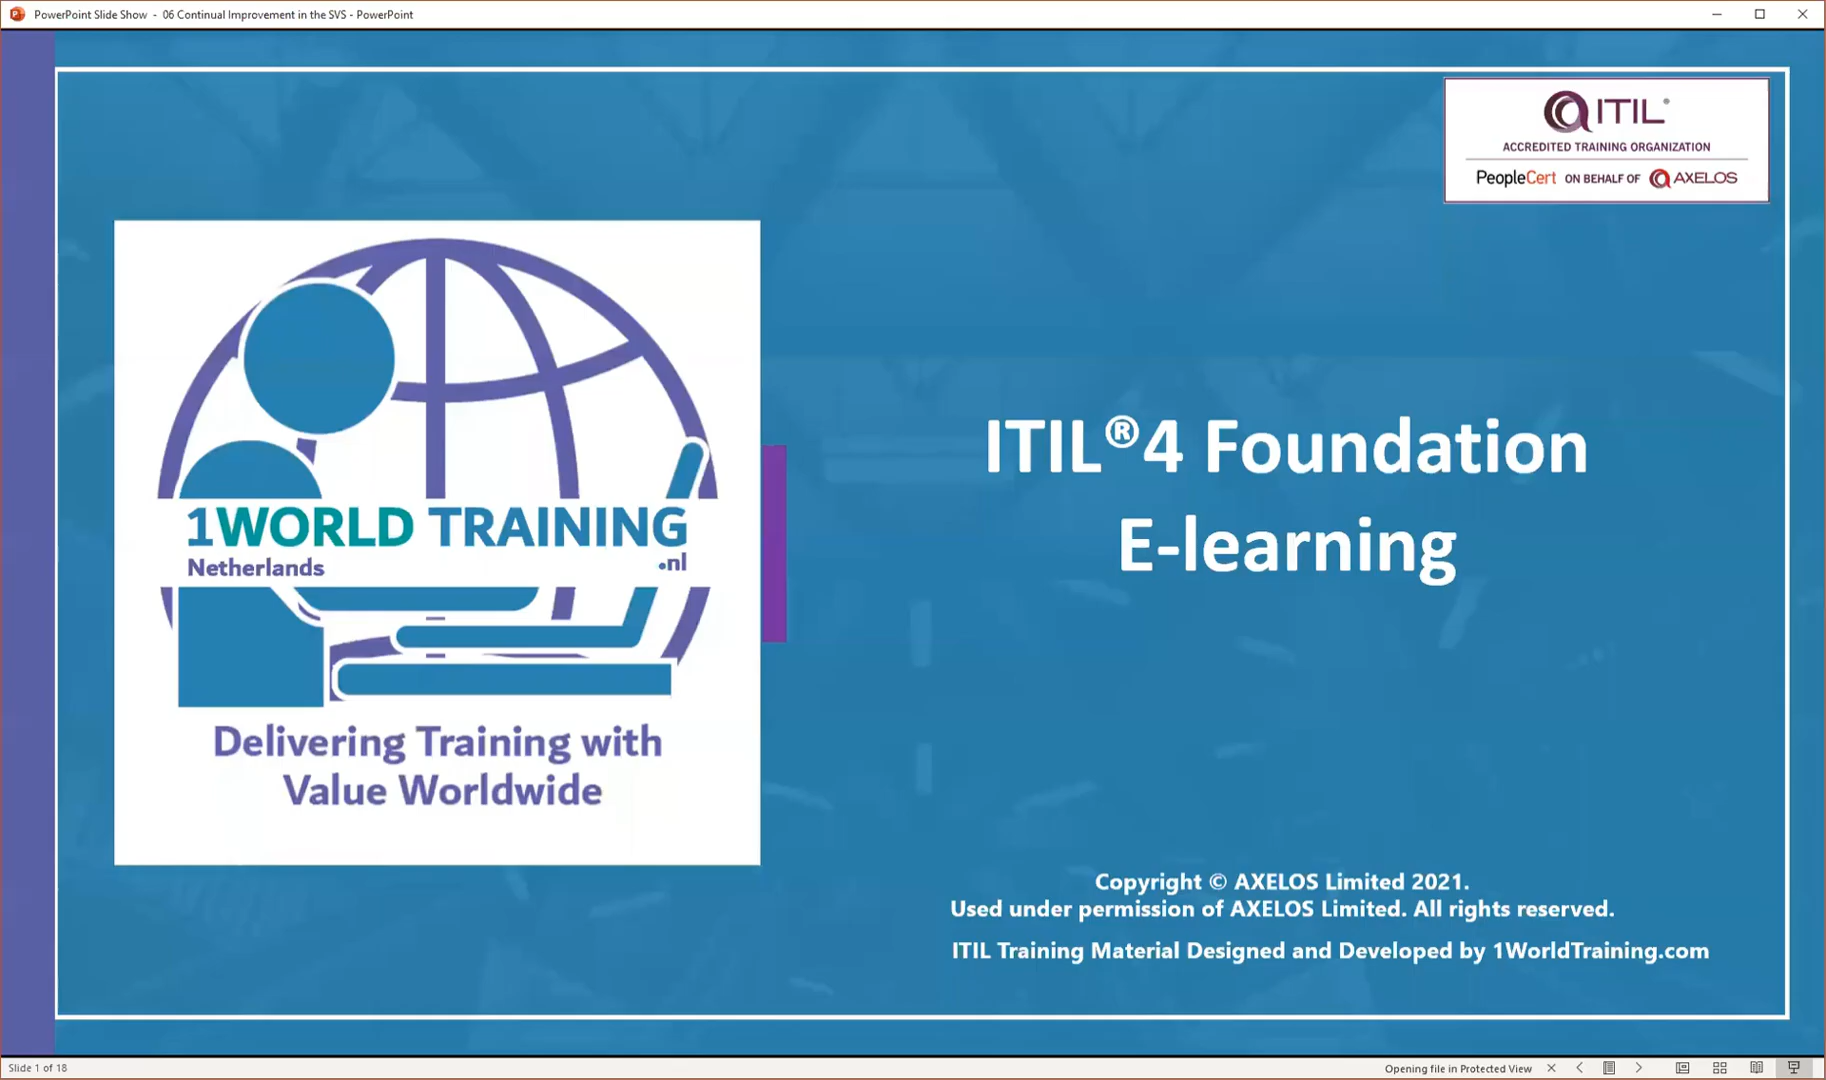 PowerPoint Slide Show - 06 Continual Improvement in the SVS - PowerPoint
ITIL®
ACCREDITED TRAINING ORGANIZATION
PeopleCert ON BEHALF OF AXELOS
1WORLD TRAINING
Netherlands .nl
Delivering Training with
Value Worldwide
ITIL®4 Foundation
E-learning
Copyright © AXELOS Limited 2021.
Used under permission of AXELOS Limited. All rights reserved.
ITIL Training Material Designed and Developed by 1WorldTraining.com
Slide 1 of 18
Opening file in Protected View